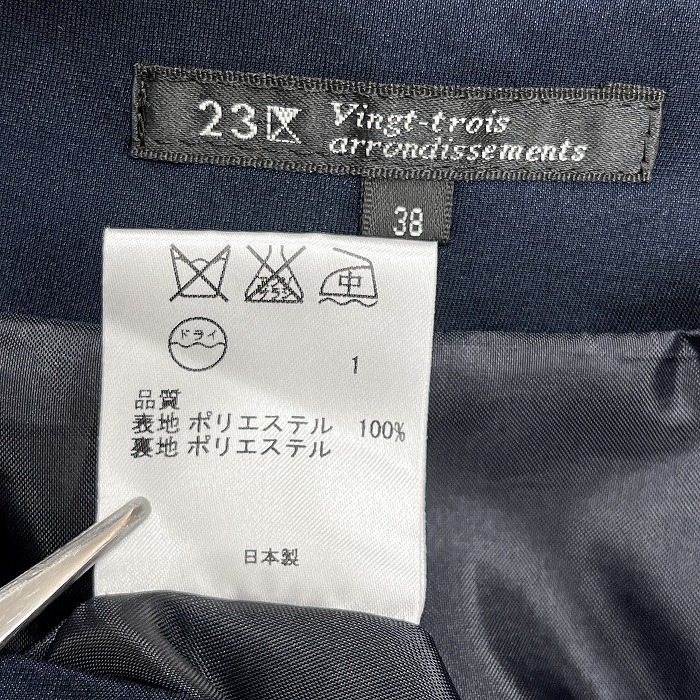 23区 Vingt-trois
arrondissements
38
中
ドライ
1
品質
表地 ポリエステル 100%
裏地 ポリエステル
日本製